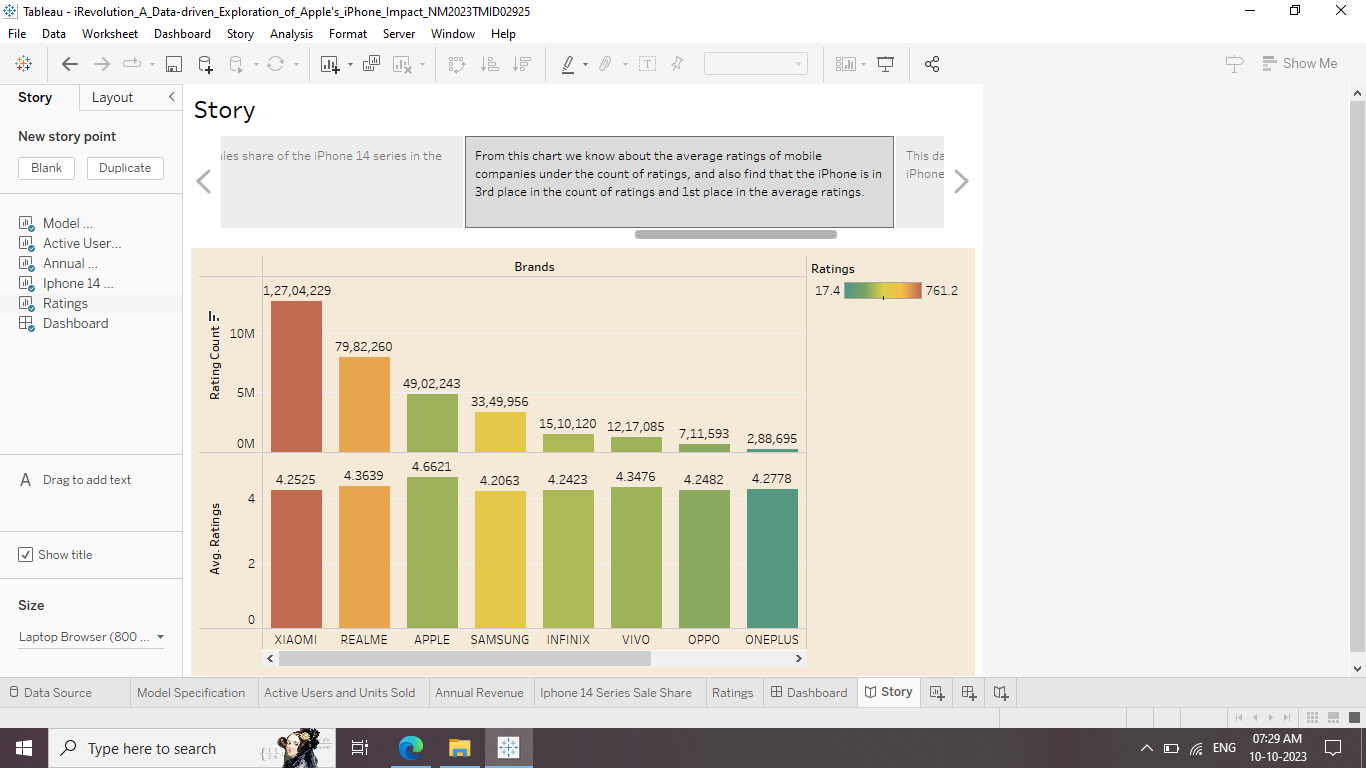 Tableau - iRevolution_A_Data-driven_Exploration_of_Apple's_iPhone_Impact_NM2023TMID02925
File Data Worksheet Dashboard Story Analysis Format Server Window Help
Show Me
Story Layout
New story point
Blank Duplicate
Model ...
Active User...
Annual ...
Iphone 14 ...
Ratings
Dashboard
A Drag to add text
Show title
Size
Laptop Browser (800 ...
Story
les share of the iPhone 14 series in the
From this chart we know about the average ratings of mobile
companies under the count of ratings, and also find that the iPhone is in
3rd place in the count of ratings and 1st place in the average ratings.
This da
iPhone
Brands
Rating Count
10M
5M
0M
1,27,04,229
79,82,260
49,02,243
33,49,956
15,10,120
12,17,085
7,11,593
2,88,695
Avg. Ratings
4
2
0
4.2525 4.3639 4.6621 4.2063 4.2423 4.3476 4.2482 4.2778
XIAOMI REALME APPLE SAMSUNG INFINIX VIVO OPPO ONEPLUS
Ratings
17.4 761.2
Data Source Model Specification Active Users and Units Sold Annual Revenue Iphone 14 Series Sale Share Ratings Dashboard Story
Type here to search
ENG
07:29 AM
10-10-2023